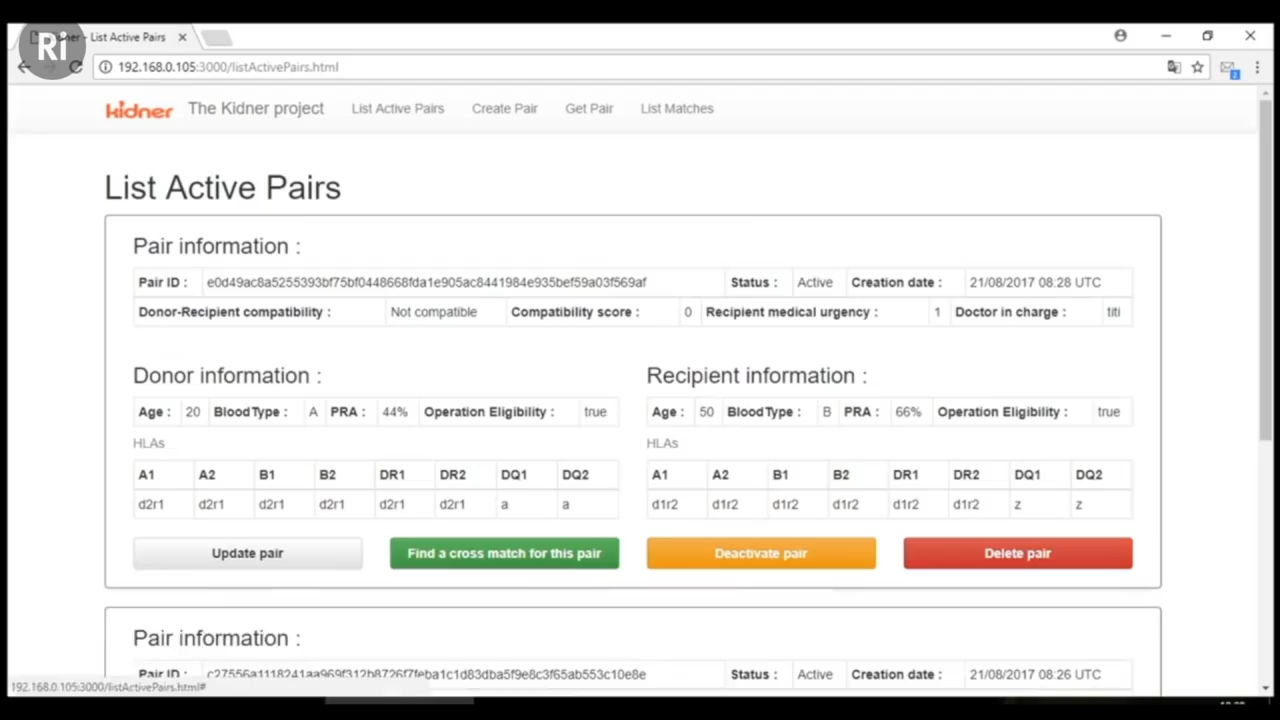 Ri
- List Active Pairs
192.168.0.105:3000/listActivePairs.html
kidner The Kidner project List Active Pairs Create Pair Get Pair List Matches
List Active Pairs
Pair information :
Pair ID : e0d49ac8a5255393bf75bf0448668fda1e905ac8441984e935bef59a03f569af Status : Active Creation date : 21/08/2017 08:28 UTC
Donor-Recipient compatibility : Not compatible Compatibility score : 0 Recipient medical urgency : 1 Doctor in charge : titi
Donor information : Recipient information :
Age : 20 BloodType : A PRA : 44% Operation Eligibility : true Age : 50 BloodType : B PRA : 66% Operation Eligibility : true
HLAs HLAs
A1 A2 B1 B2 DR1 DR2 DQ1 DQ2 A1 A2 B1 B2 DR1 DR2 DQ1 DQ2
d2r1 d2r1 d2r1 d2r1 d2r1 d2r1 a a d1r2 d1r2 d1r2 d1r2 d1r2 d1r2 z z
Update pair Find a cross match for this pair Deactivate pair Delete pair
Pair information :
Pair ID : c27556a1118241aa969f312b8726f7feba1c1d83dba5f9e8c3f65ab553c10e8e Status : Active Creation date : 21/08/2017 08:26 UTC
192.168.0.105:3000/listActivePairs.html#